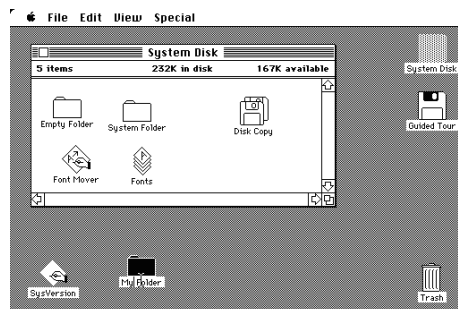 File Edit View Special
System Disk
5 items 232K in disk 167K available
Empty Folder System Folder Disk Copy
Font Mover Fonts
System Disk
Guided Tour
SysVersion My Folder Trash